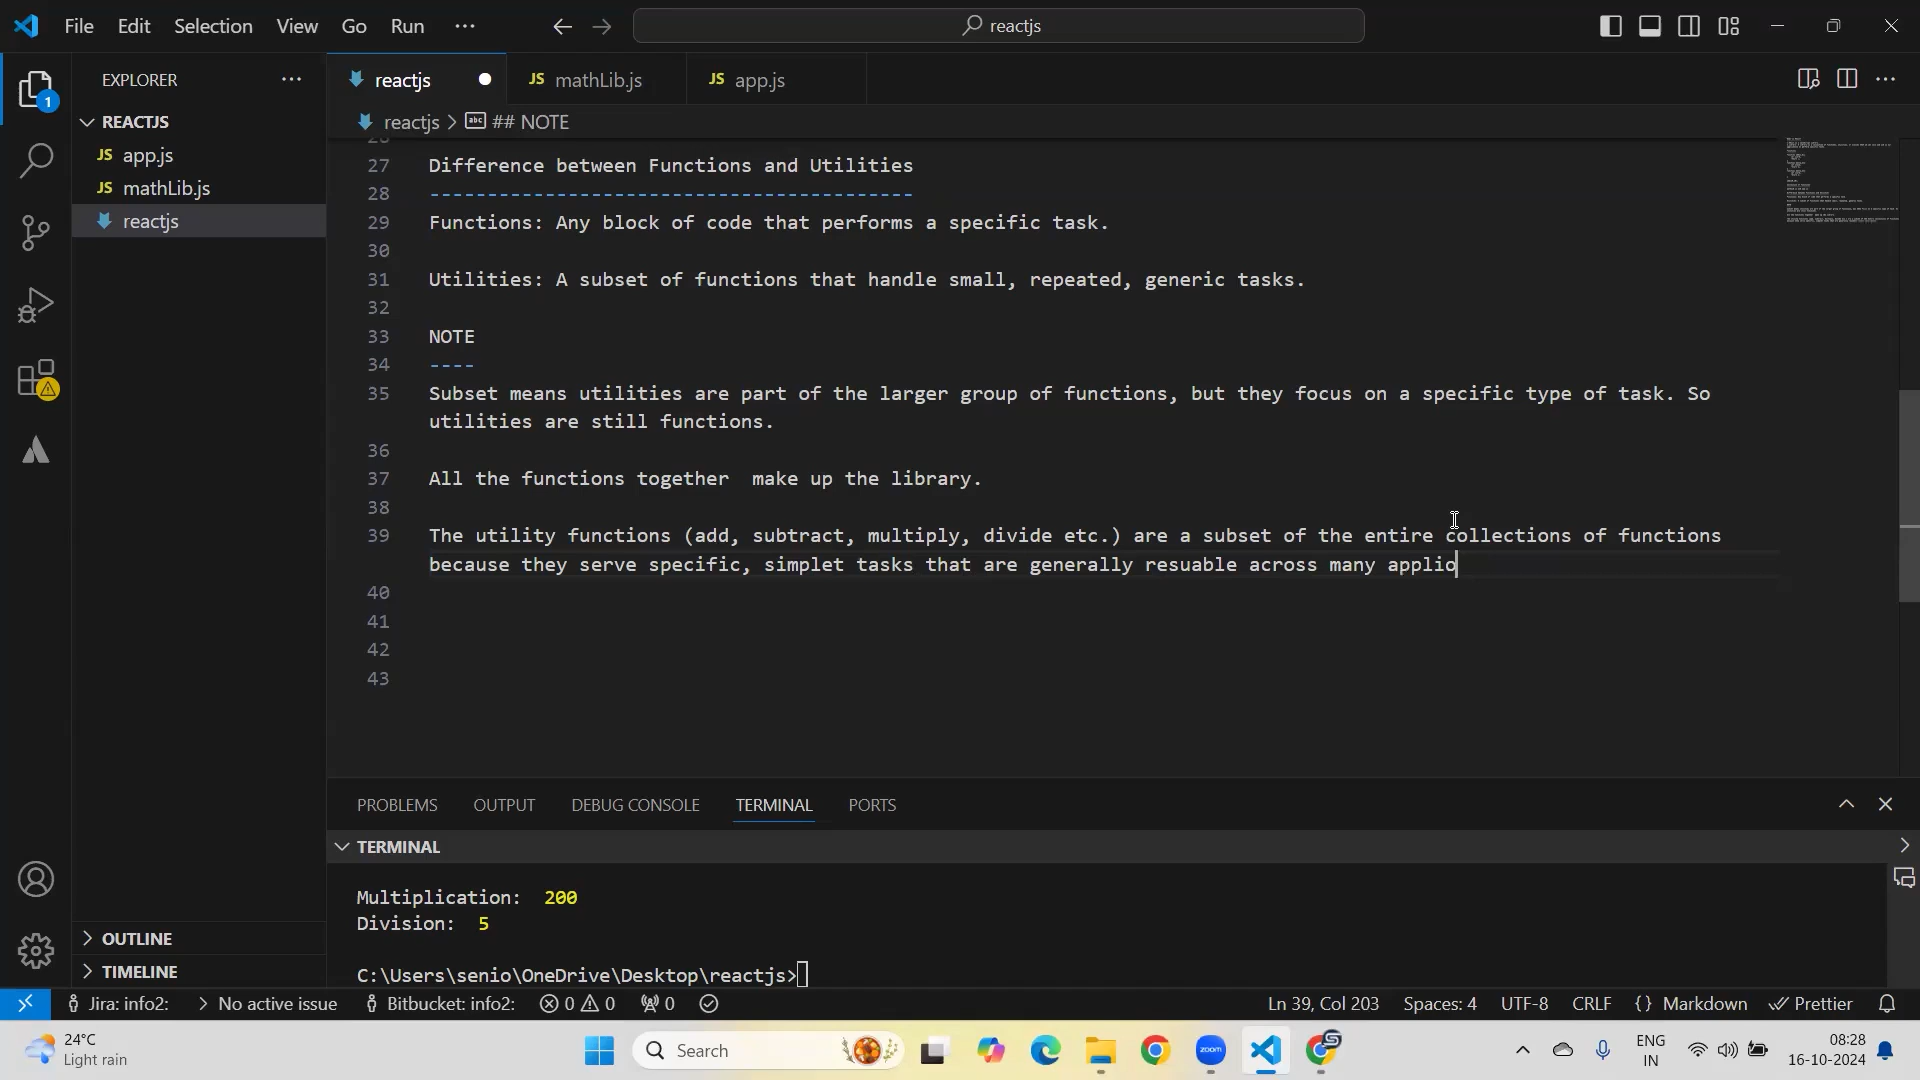 File Edit Selection View Go Run ···
reactjs
EXPLORER ···
REACTJS
JS app.js
JS mathLib.js
reactjs
reactjs
JS mathLib.js
JS app.js
reactjs > ## NOTE
27 Difference between Functions and Utilities
28 ------------------------------------------
29 Functions: Any block of code that performs a specific task.
30
31 Utilities: A subset of functions that handle small, repeated, generic tasks.
32
33 NOTE
34 ----
35 Subset means utilities are part of the larger group of functions, but they focus on a specific type of task. So
utilities are still functions.
36
37 All the functions together  make up the library.
38
39 The utility functions (add, subtract, multiply, divide etc.) are a subset of the entire collections of functions
because they serve specific, simplet tasks that are generally resuable across many applic
40
41
42
43
PROBLEMS OUTPUT DEBUG CONSOLE TERMINAL PORTS
TERMINAL
Multiplication:  200
Division:  5
C:\Users\senio\OneDrive\Desktop\reactjs>
OUTLINE
TIMELINE
1
Jira: info2: No active issue Bitbucket: info2: 0 0 0 Ln 39, Col 203 Spaces: 4 UTF-8 CRLF {} Markdown Prettier
24°C
Light rain
Search
zoom
ENG
IN
08:28
16-10-2024